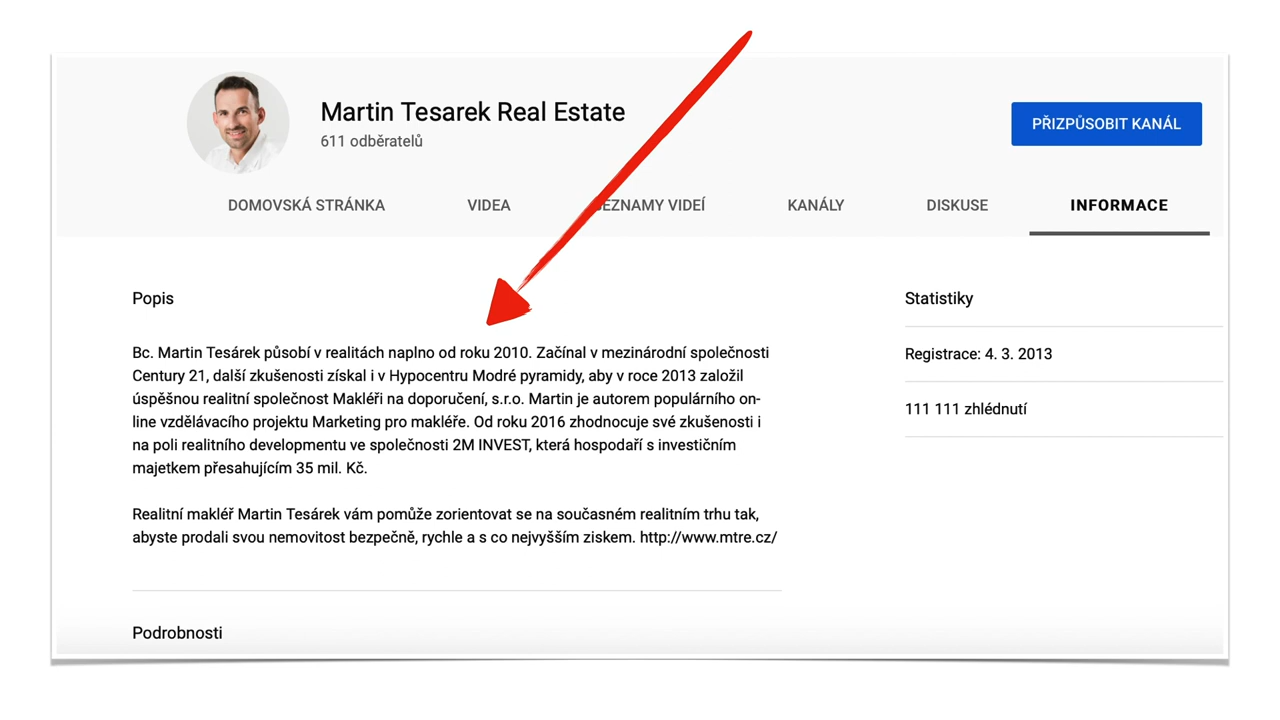 Martin Tesarek Real Estate
611 odběratelů
PŘIZPŮSOBIT KANÁL
DOMOVSKÁ STRÁNKA VIDEA SEZNAMY VIDEÍ KANÁLY DISKUSE INFORMACE
Popis
Bc. Martin Tesárek působí v realitách naplno od roku 2010. Začínal v mezinárodní společnosti
Century 21, další zkušenosti získal i v Hypocentru Modré pyramidy, aby v roce 2013 založil
úspěšnou realitní společnost Makléři na doporučení, s.r.o. Martin je autorem populárního on-
line vzdělávacího projektu Marketing pro makléře. Od roku 2016 zhodnocuje své zkušenosti i
na poli realitního developmentu ve společnosti 2M INVEST, která hospodaří s investičním
majetkem přesahujícím 35 mil. Kč.
Realitní makléř Martin Tesárek vám pomůže zorientovat se na současném realitním trhu tak,
abyste prodali svou nemovitost bezpečně, rychle a s co nejvyšším ziskem. http://www.mtre.cz/
Podrobnosti
Statistiky
Registrace: 4. 3. 2013
111 111 zhlédnutí